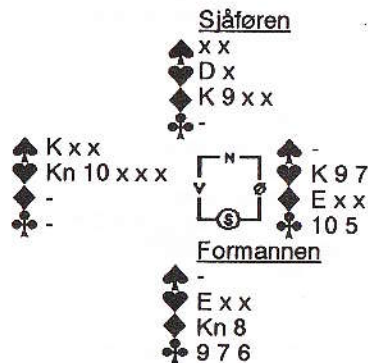 Sjåføren
♠ x x
♥ D x
♦ K 9 x x
♣ -
♠ K x x
♥ Kn 10 x x x
♦ -
♣ -
N
V Ø
S
♠ -
♥ K 9 7
♦ E x x
♣ 10 5
Formannen
♠ -
♥ E x x
♦ Kn 8
♣ 9 7 6